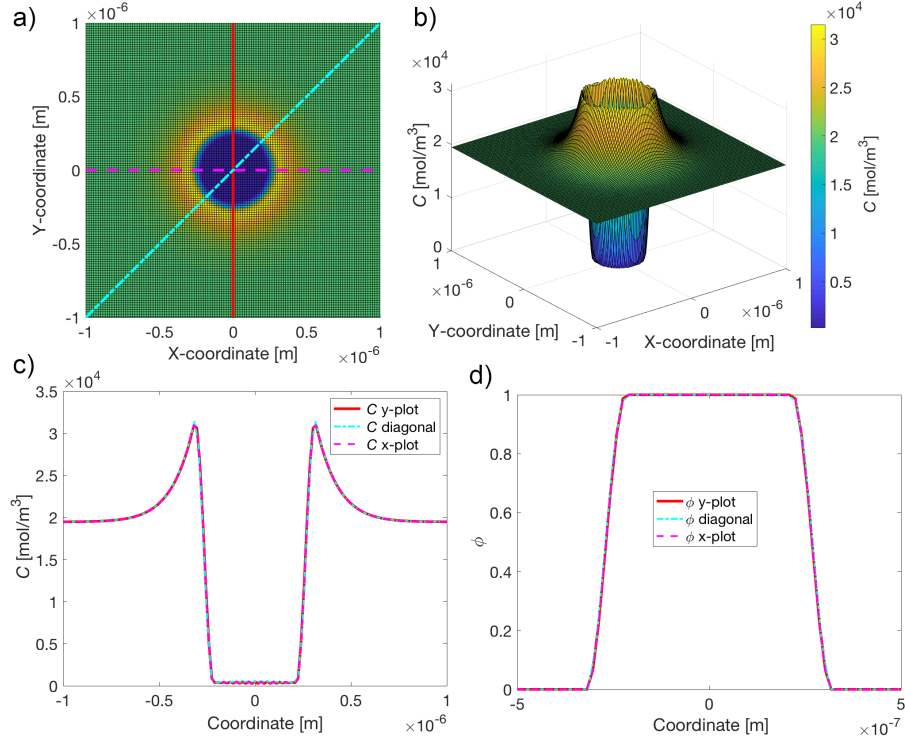 a)
1 ×10⁻⁶
0.5
0
-0.5
-1
Y-coordinate [m]
-1 -0.5 0 0.5 1
X-coordinate [m] ×10⁻⁶
b)
×10⁴
3
2
1
0
C [mol/m³]
1
×10⁻⁶
0
-1
Y-coordinate [m]
-1
0
×10⁻⁶
1
X-coordinate [m]
×10⁴
3
2.5
2
1.5
1
0.5
C [mol/m³]
c)
×10⁴
3.5
3
2.5
2
1.5
1
0.5
0
C [mol/m³]
C y-plot
C diagonal
C x-plot
-1 -0.5 0 0.5 1
Coordinate [m] ×10⁻⁶
d)
1
0.8
0.6
0.4
0.2
0
ϕ
ϕ y-plot
ϕ diagonal
ϕ x-plot
-5 0 5
Coordinate [m] ×10⁻⁷